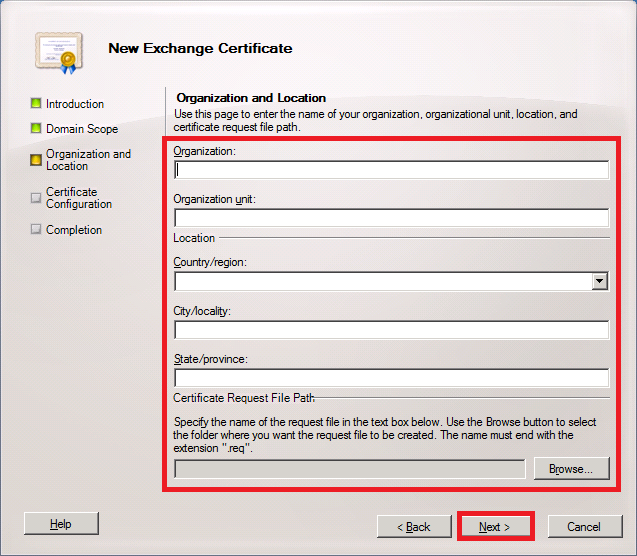 New Exchange Certificate
Introduction
Domain Scope
Organization and
Location
Certificate
Configuration
Completion
Organization and Location
Use this page to enter the name of your organization, organizational unit, location, and
certificate request file path.
Organization:
Organization unit:
Location
Country/region:
City/locality:
State/province:
Certificate Request File Path
Specify the name of the request file in the text box below. Use the Browse button to select
the folder where you want the request file to be created. The name must end with the
extension ".req".
Browse...
Help
< Back
Next >
Cancel